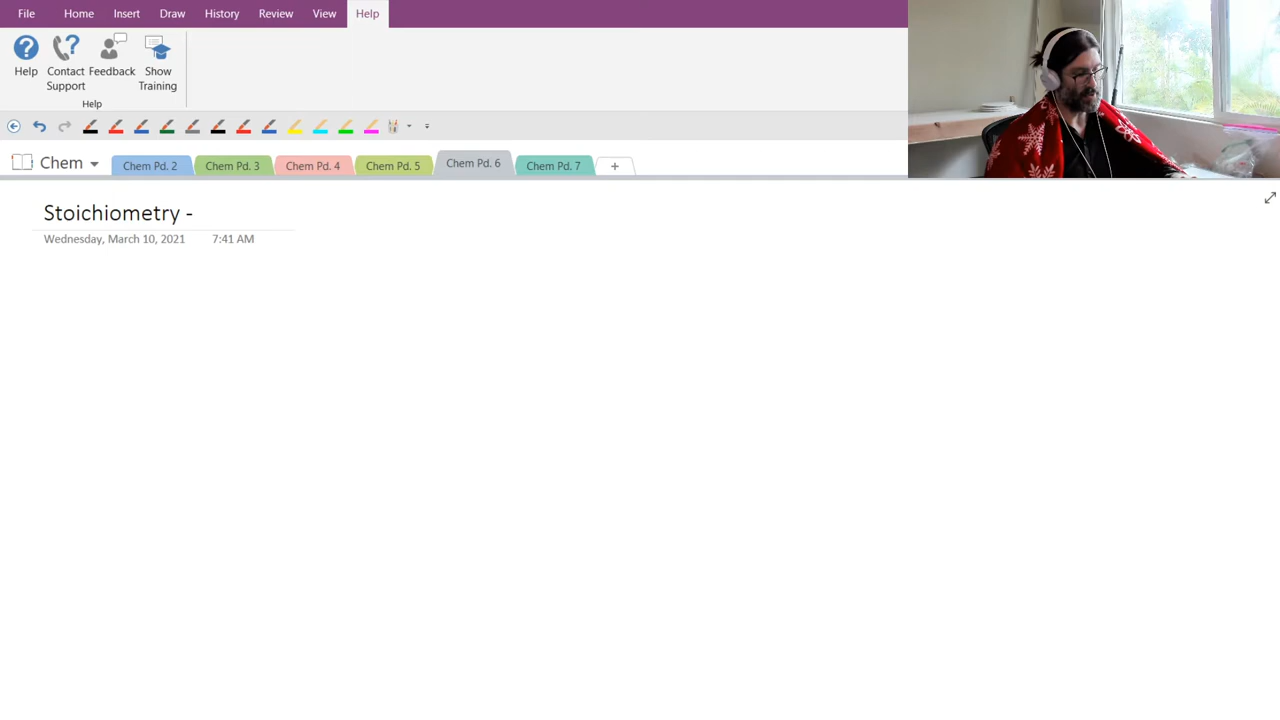 File Home Insert Draw History Review View Help
Help Contact Support Feedback Show Training
Help
Chem Chem Pd. 2 Chem Pd. 3 Chem Pd. 4 Chem Pd. 5 Chem Pd. 6 Chem Pd. 7
Stoichiometry -
Wednesday, March 10, 2021 7:41 AM